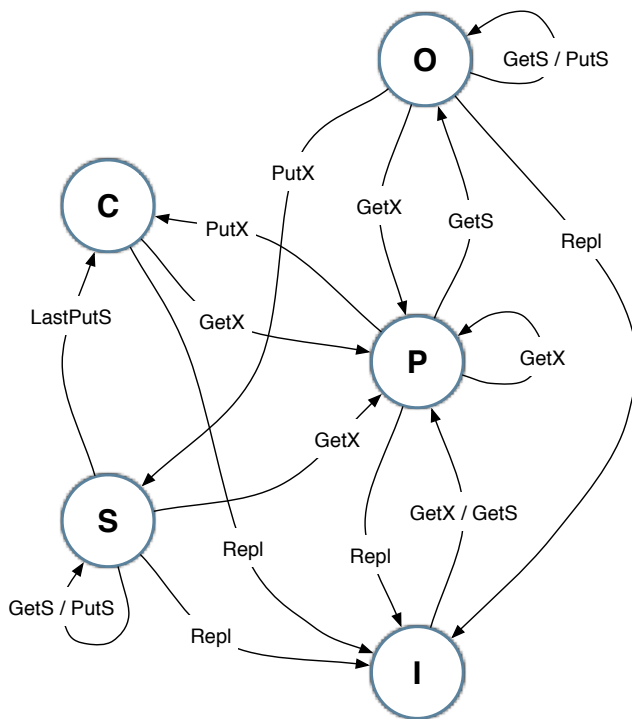 O
GetS / PutS
PutX
C
GetX
PutX
GetS
Repl
LastPutS
GetX
P
GetX
GetX
S
GetX / GetS
Repl
Repl
GetS / PutS
Repl
I